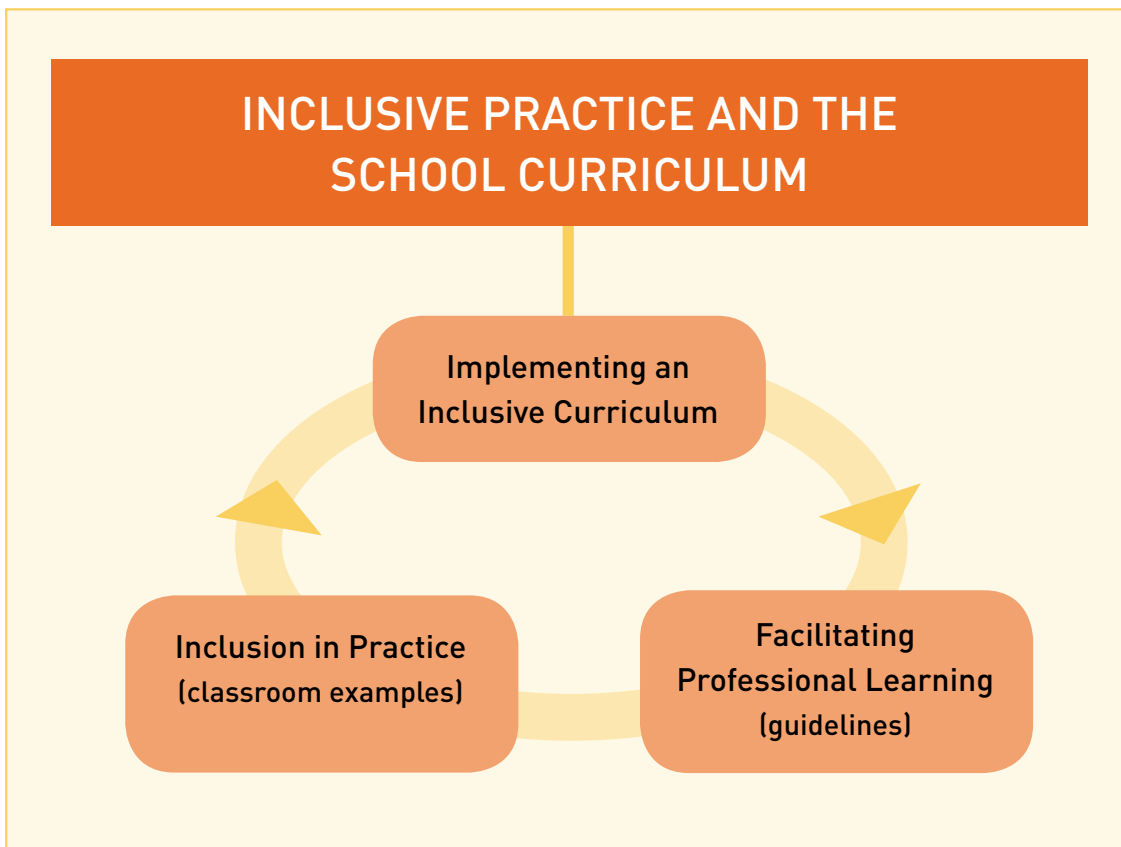 INCLUSIVE PRACTICE AND THE
SCHOOL CURRICULUM
Implementing an
Inclusive Curriculum
Inclusion in Practice
(classroom examples)
Facilitating
Professional Learning
(guidelines)